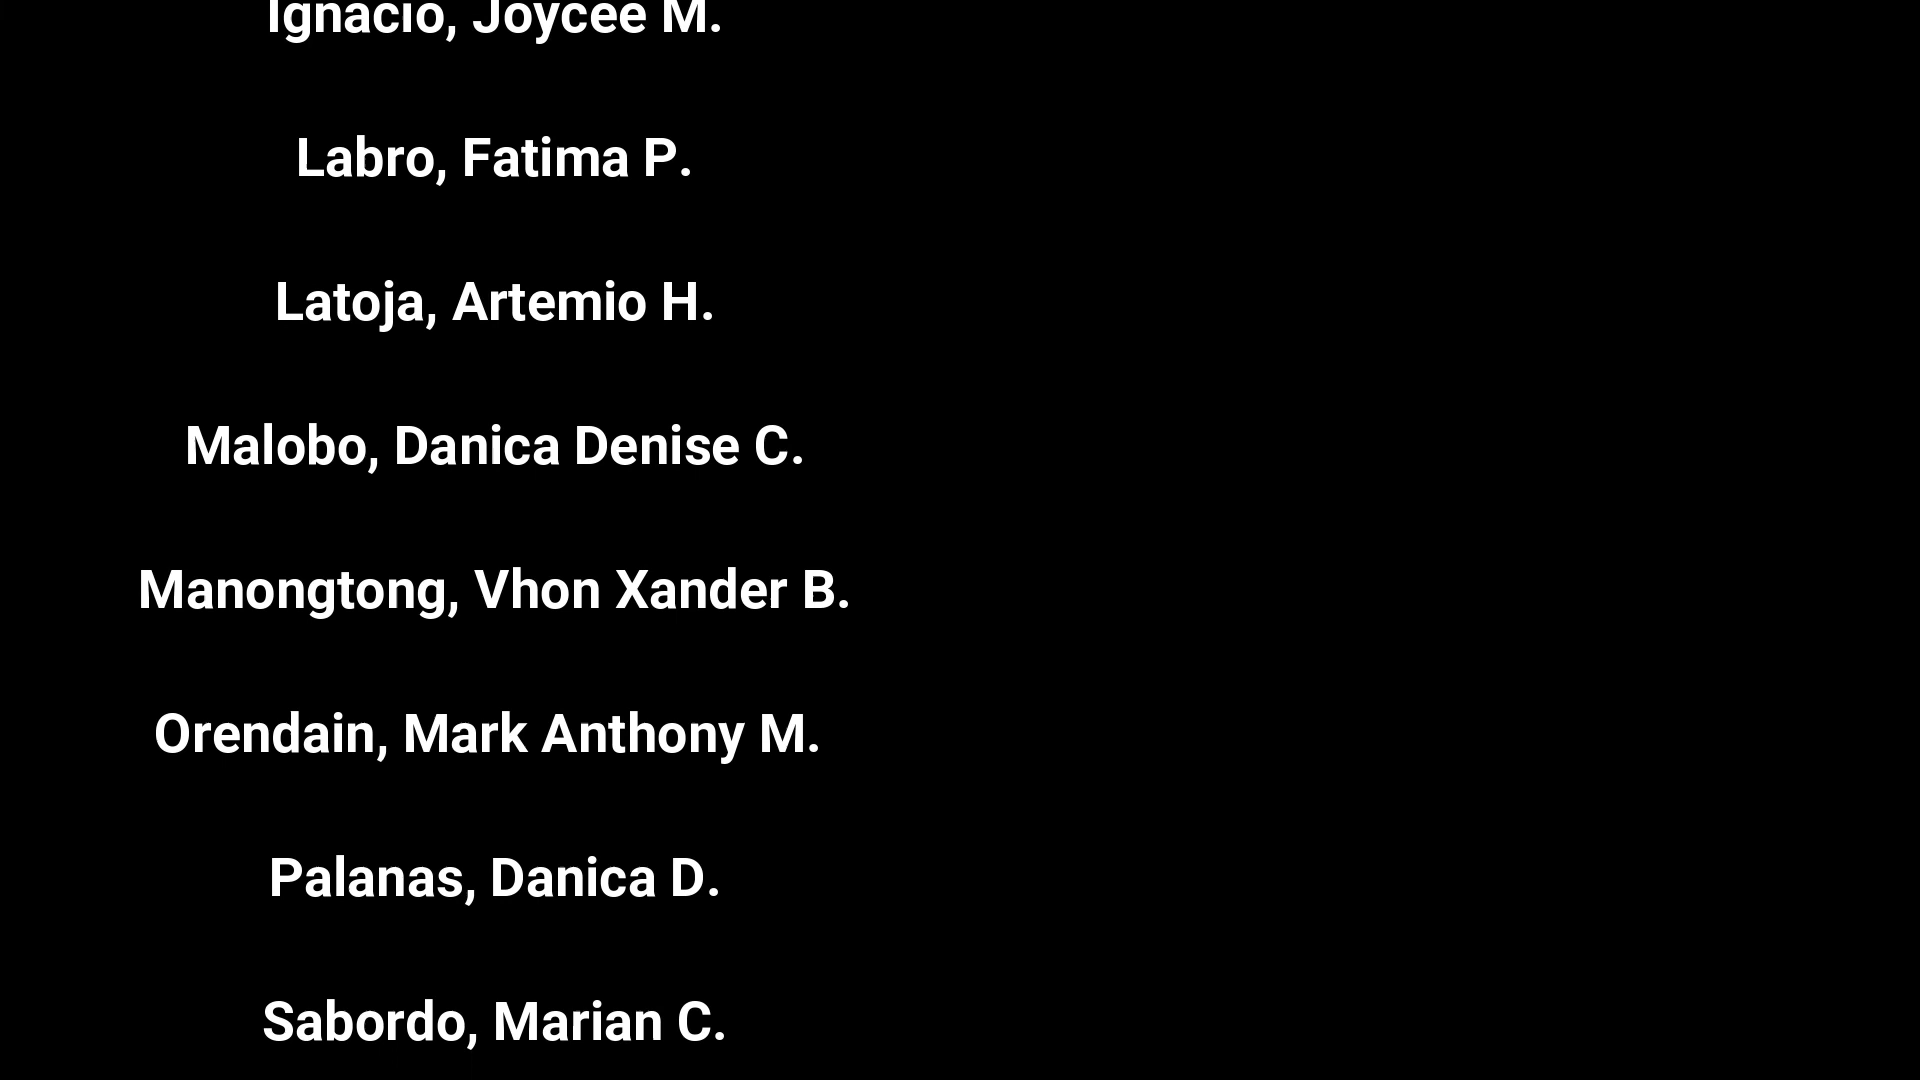 Ignacio, Joycee M.
Labro, Fatima P.
Latoja, Artemio H.
Malobo, Danica Denise C.
Manongtong, Vhon Xander B.
Orendain, Mark Anthony M.
Palanas, Danica D.
Sabordo, Marian C.